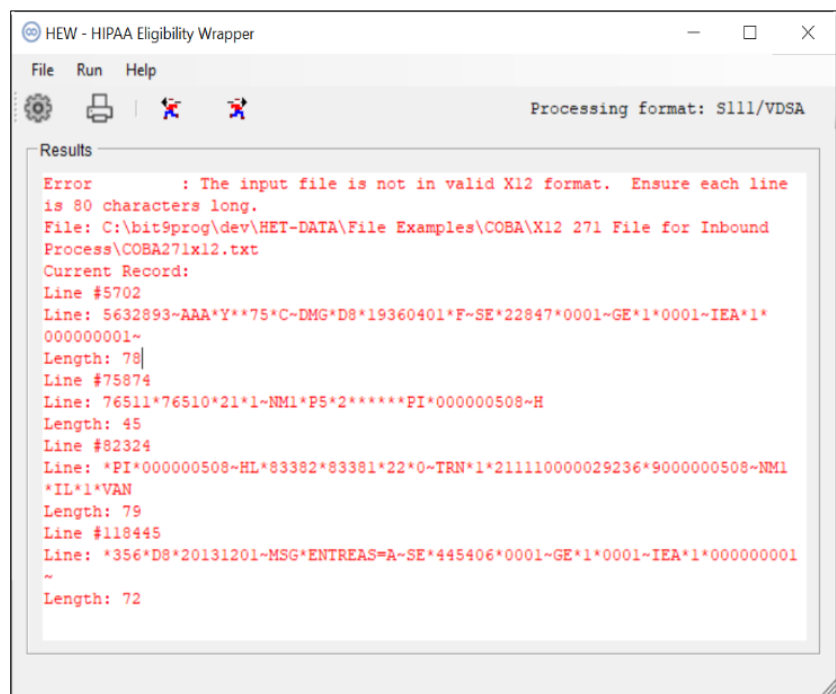 HEW - HIPAA Eligibility Wrapper
File Run Help
Processing format: S111/VDSA
Results
Error : The input file is not in valid X12 format. Ensure each line
is 80 characters long.
File: C:\bit9prog\dev\HET-DATA\File Examples\COBA\X12 271 File for Inbound
Process\COBA271x12.txt
Current Record:
Line #5702
Line: 5632893~AAA*Y**75*C~DMG*D8*19360401*F~SE*22847*0001~GE*1*0001~IEA*1*
000000001~
Length: 78
Line #75874
Line: 76511*76510*21*1~NM1*P5*2******PI*000000508~H
Length: 45
Line #82324
Line: *PI*000000508~HL*83382*83381*22*0~TRN*1*211110000029236*9000000508~NM1
*IL*1*VAN
Length: 79
Line #118445
Line: *356*D8*20131201~MSG*ENTREAS=A~SE*445406*0001~GE*1*0001~IEA*1*000000001
~
Length: 72